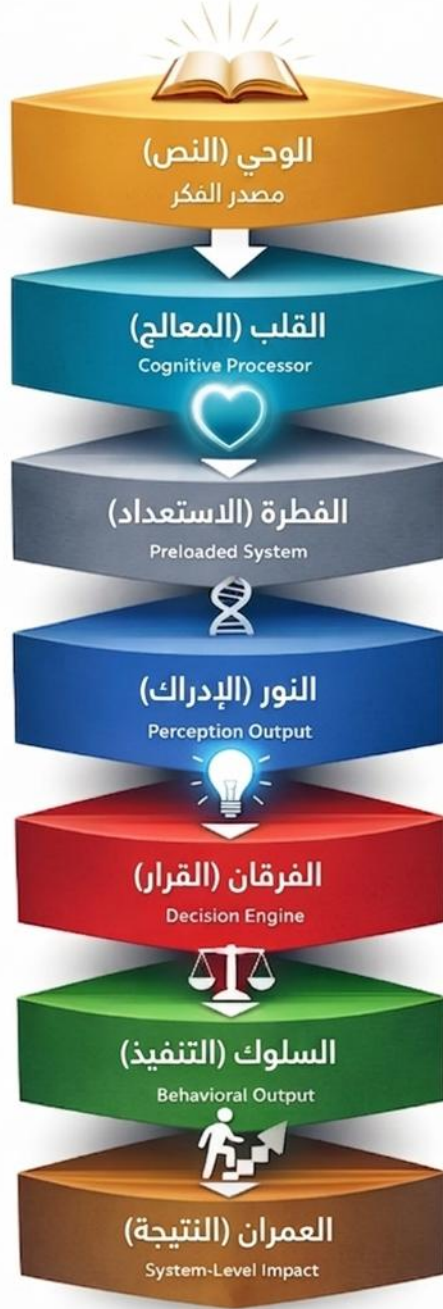 الوحي (النص)
مصدر الفكر
القلب (المعالج)
Cognitive Processor
الفطرة (الاستعداد)
Preloaded System
النور (الإدراك)
Perception Output
الفرقان (القرار)
Decision Engine
السلوك (التنفيذ)
Behavioral Output
العمران (النتيجة)
System-Level Impact